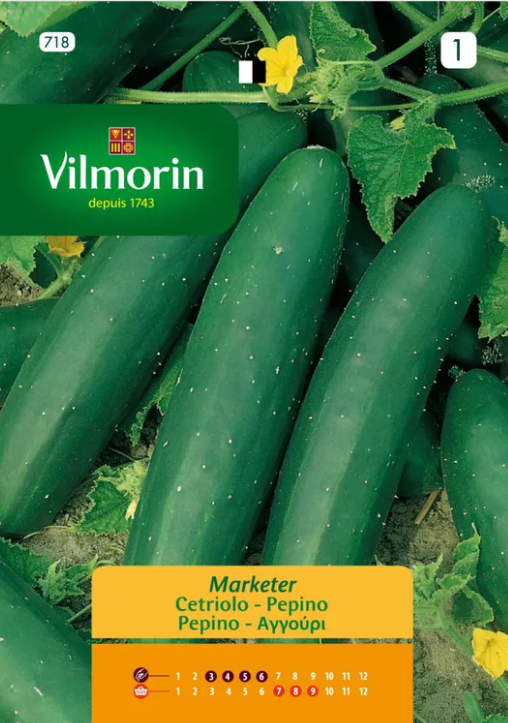 718
1
Vilmorin
depuis 1743
Marketer
Cetriolo - Pepino
Pepino - Αγγούρι
1 2 3 4 5 6 7 8 9 10 11 12
1 2 3 4 5 6 7 8 9 10 11 12